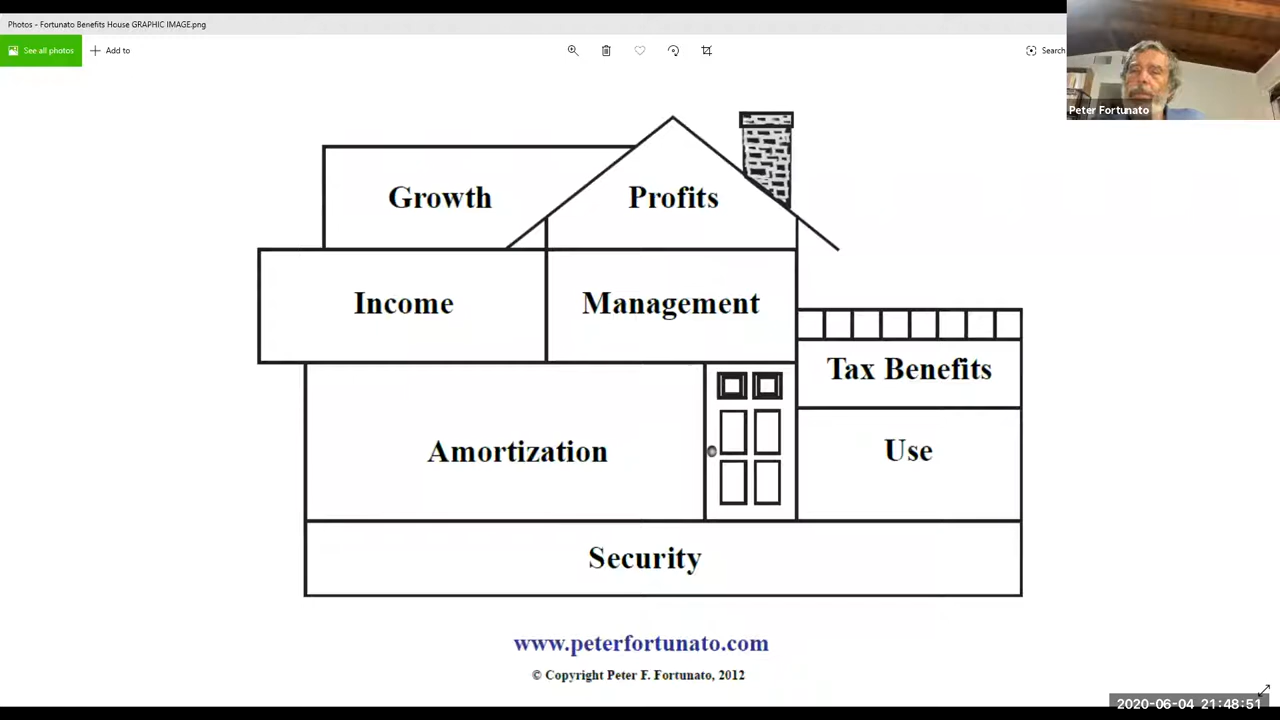 Photos - Fortunato Benefits House GRAPHIC IMAGE.png
See all photos
Add to
Search
Peter Fortunato
Growth
Profits
Income
Management
Tax Benefits
Amortization
Use
Security
www.peterfortunato.com
© Copyright Peter F. Fortunato, 2012
2020-06-04 21:48:51